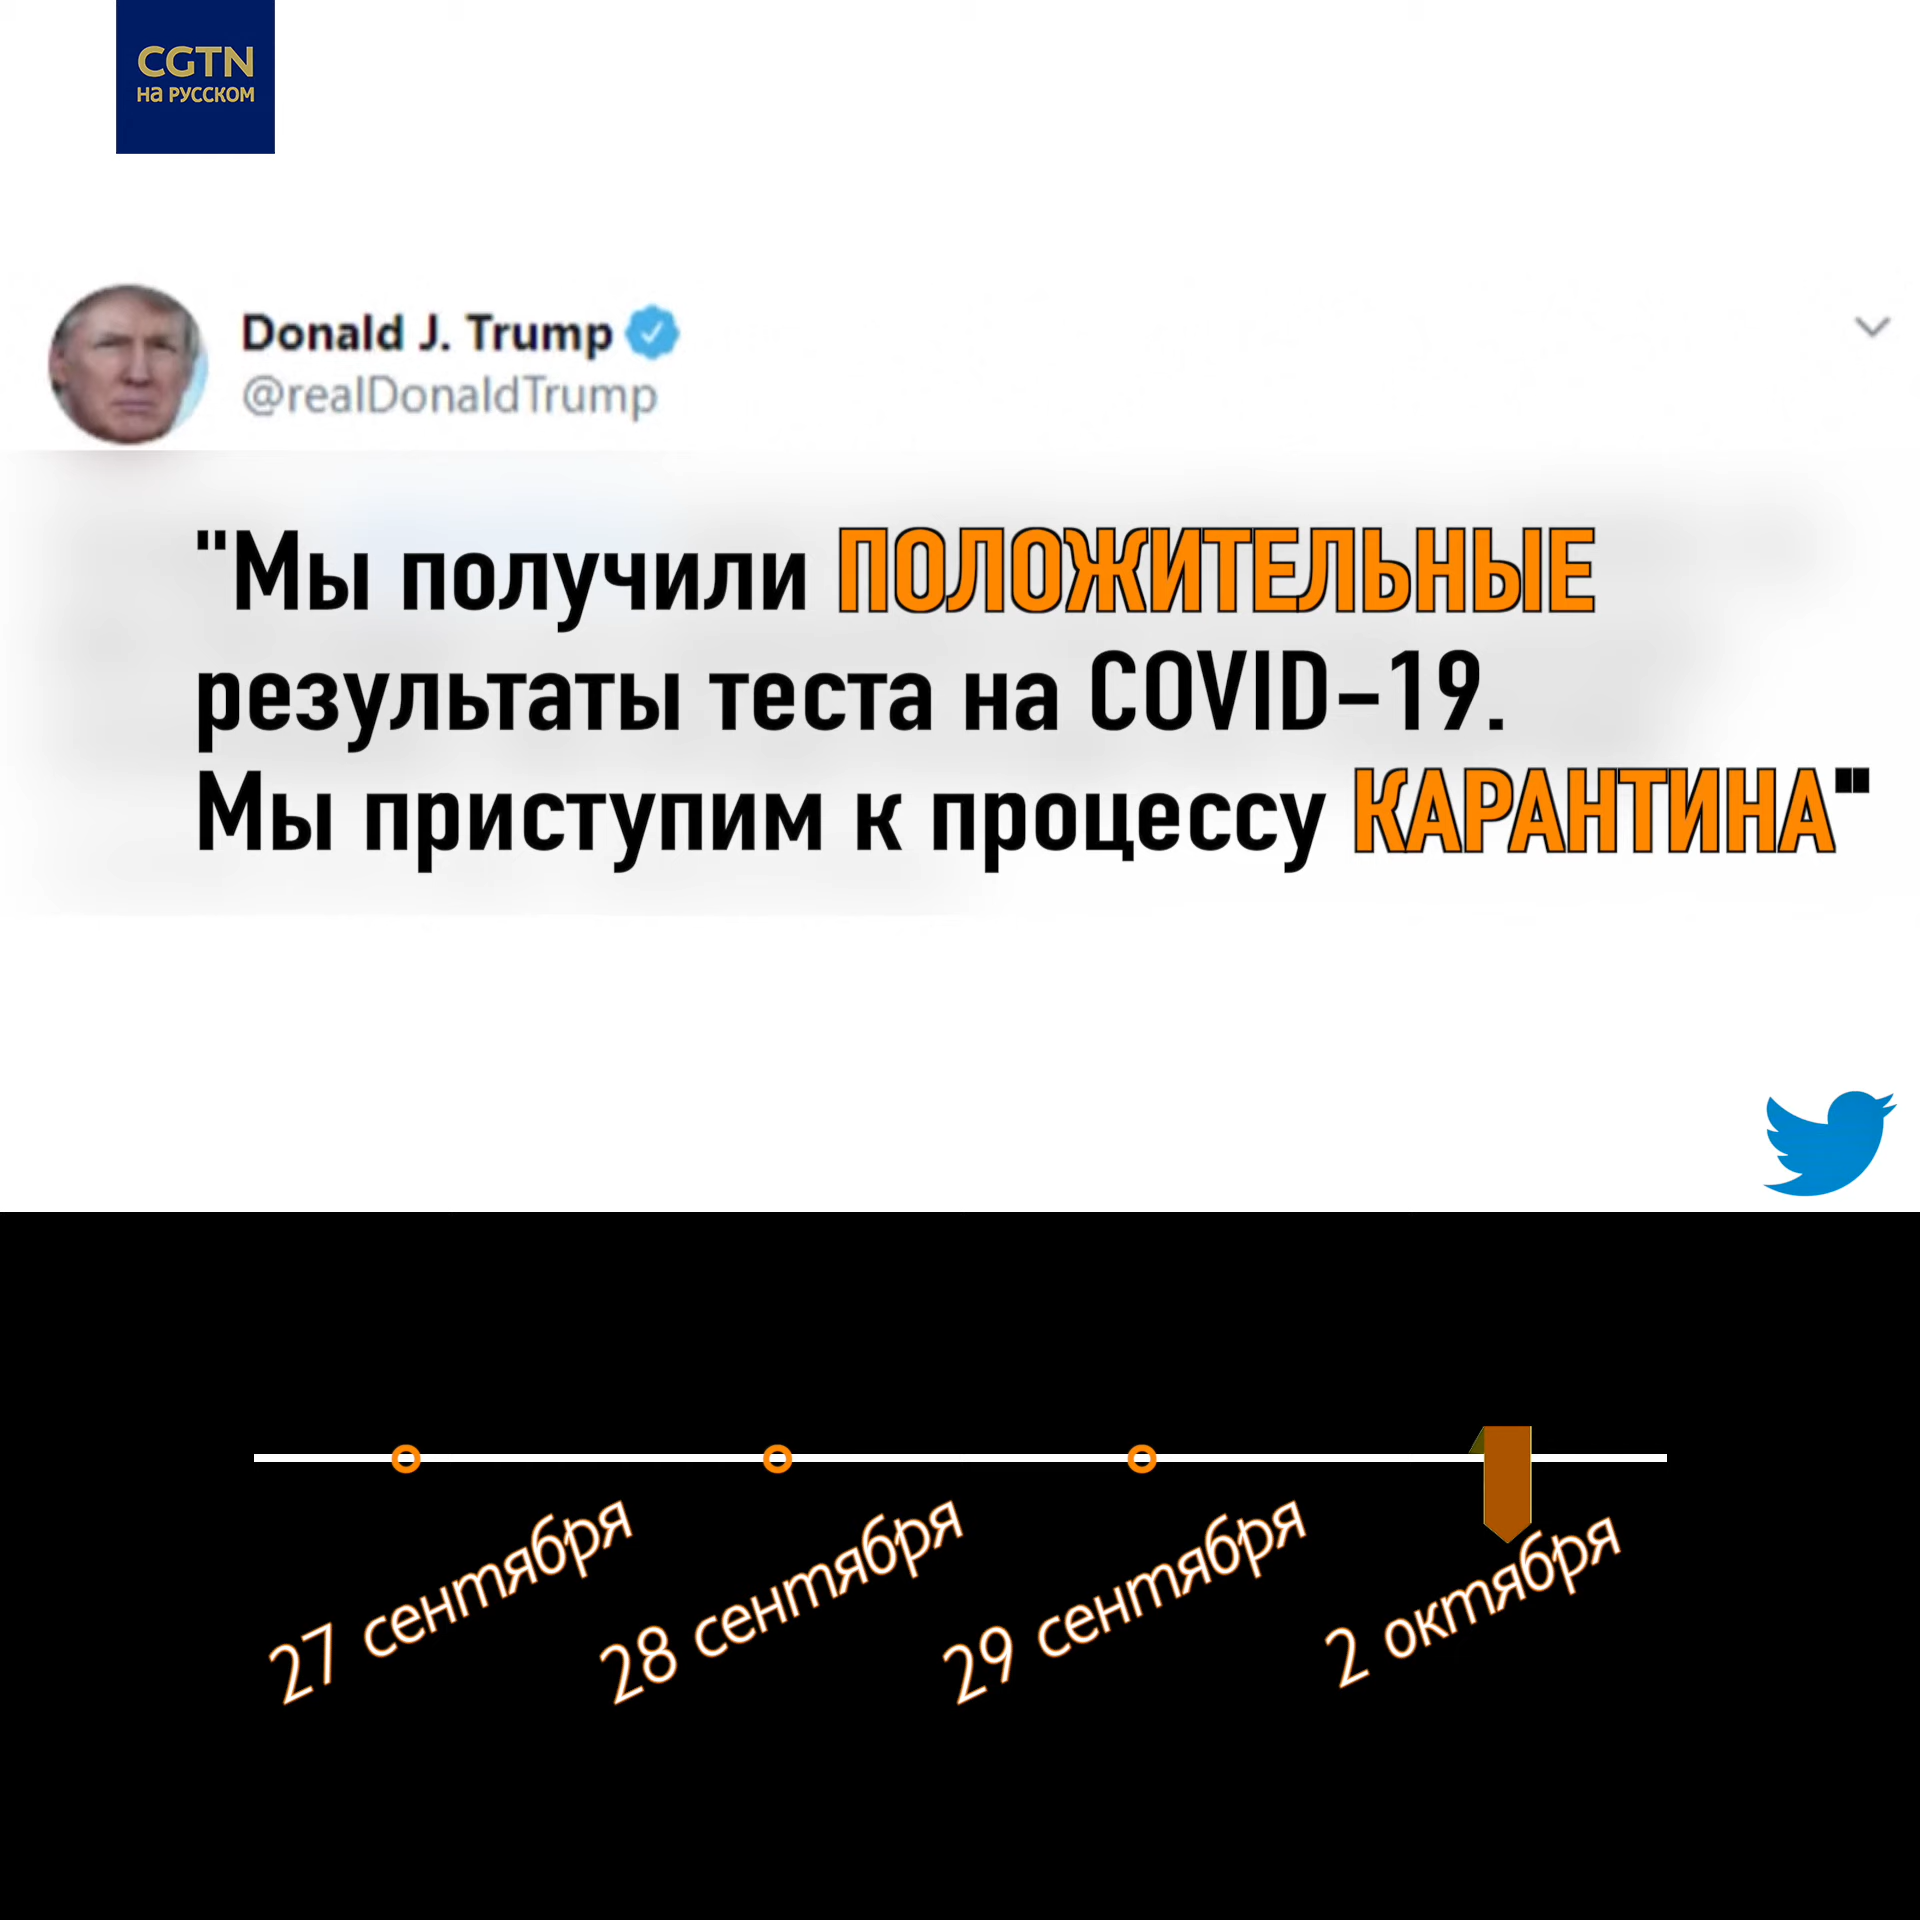 CGTN
на русском
Donald J. Trump
@realDonaldTrump
"Мы получили ПОЛОЖИТЕЛЬНЫЕ
результаты теста на COVID-19.
Мы приступим к процессу КАРАНТИНА"
27 сентября
28 сентября
29 сентября
2 октября